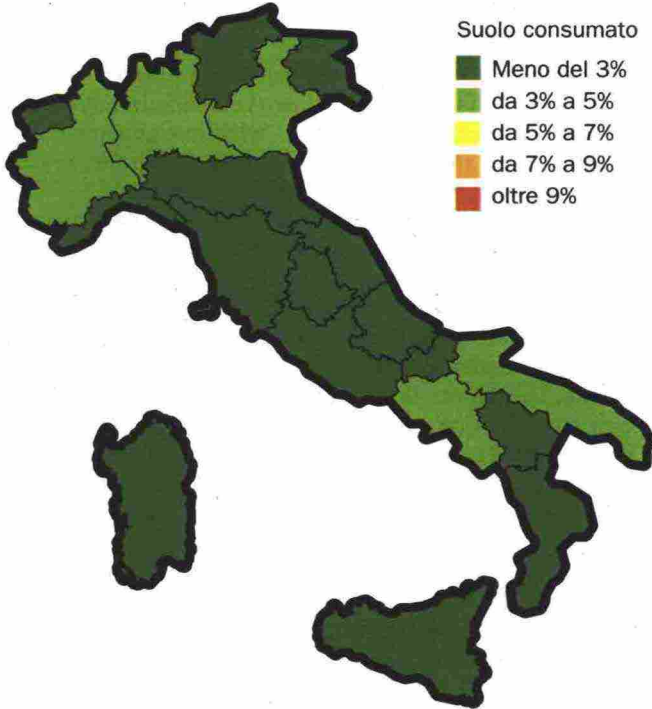 Suolo consumato
Meno del 3%
da 3% a 5%
da 5% a 7%
da 7% a 9%
oltre 9%